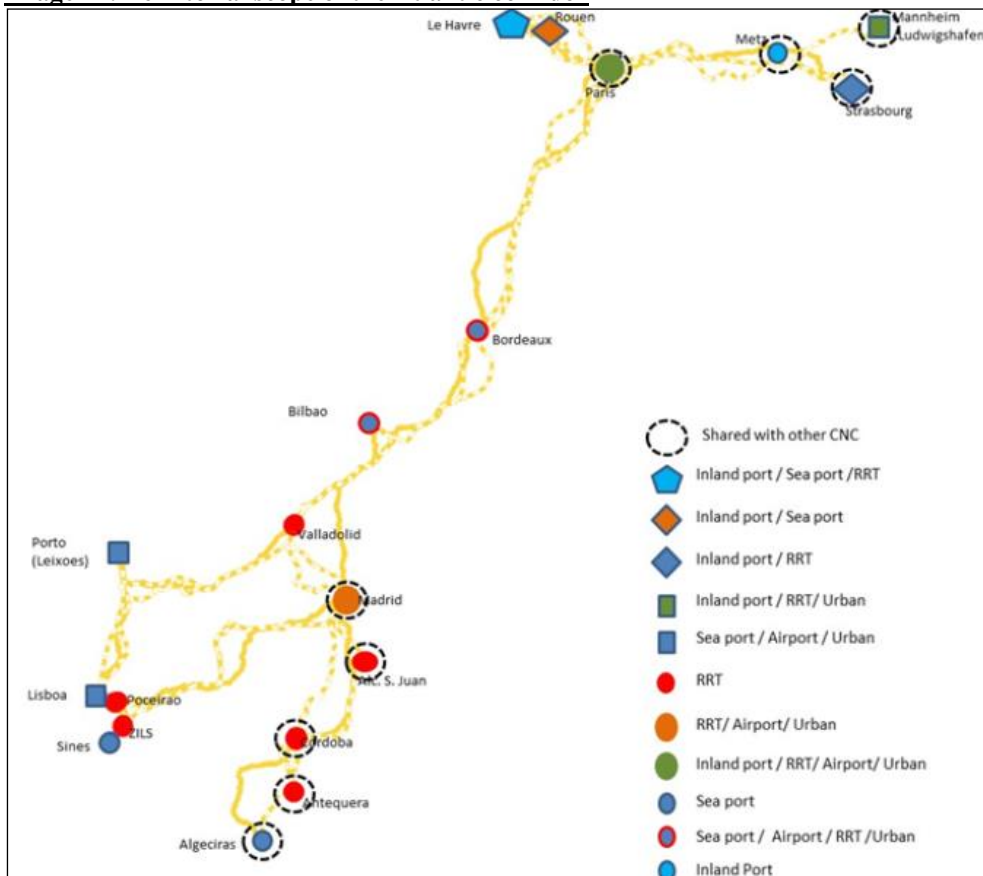 Le Havre
Rouen
Mannheim
Ludwigshafen
Metz
Paris
Strasbourg
Bordeaux
Bilbao
Valladolid
Porto
(Leixoes)
Madrid
Lisboa
Poceirao
ZILS
Sines
S. Juan
Cordoba
Antequera
Algeciras
Shared with other CNC
Inland port / Sea port /RRT
Inland port / Sea port
Inland port / RRT
Inland port / RRT/ Urban
Sea port / Airport / Urban
RRT
RRT/ Airport/ Urban
Inland port / RRT/ Airport/ Urban
Sea port
Sea port / Airport / RRT /Urban
Inland Port